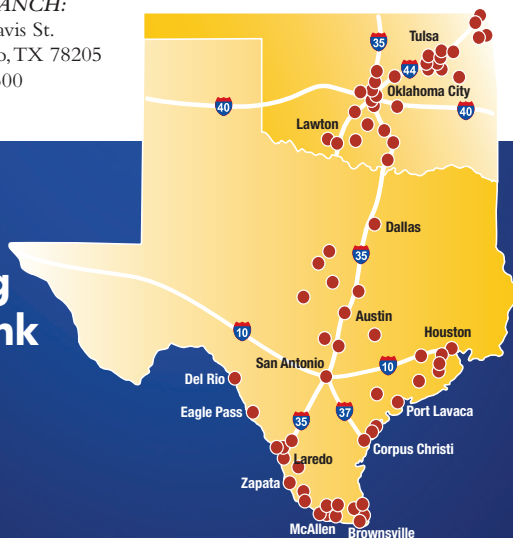 ANCH:
avis St.
o, TX 78205
00
g
nk
35
Tulsa
44
Oklahoma City
40
40
Lawton
Dallas
35
Austin
10
Houston
San Antonio
10
Del Rio
Eagle Pass
37
Port Lavaca
35
Corpus Christi
Laredo
Zapata
McAllen
Brownsville